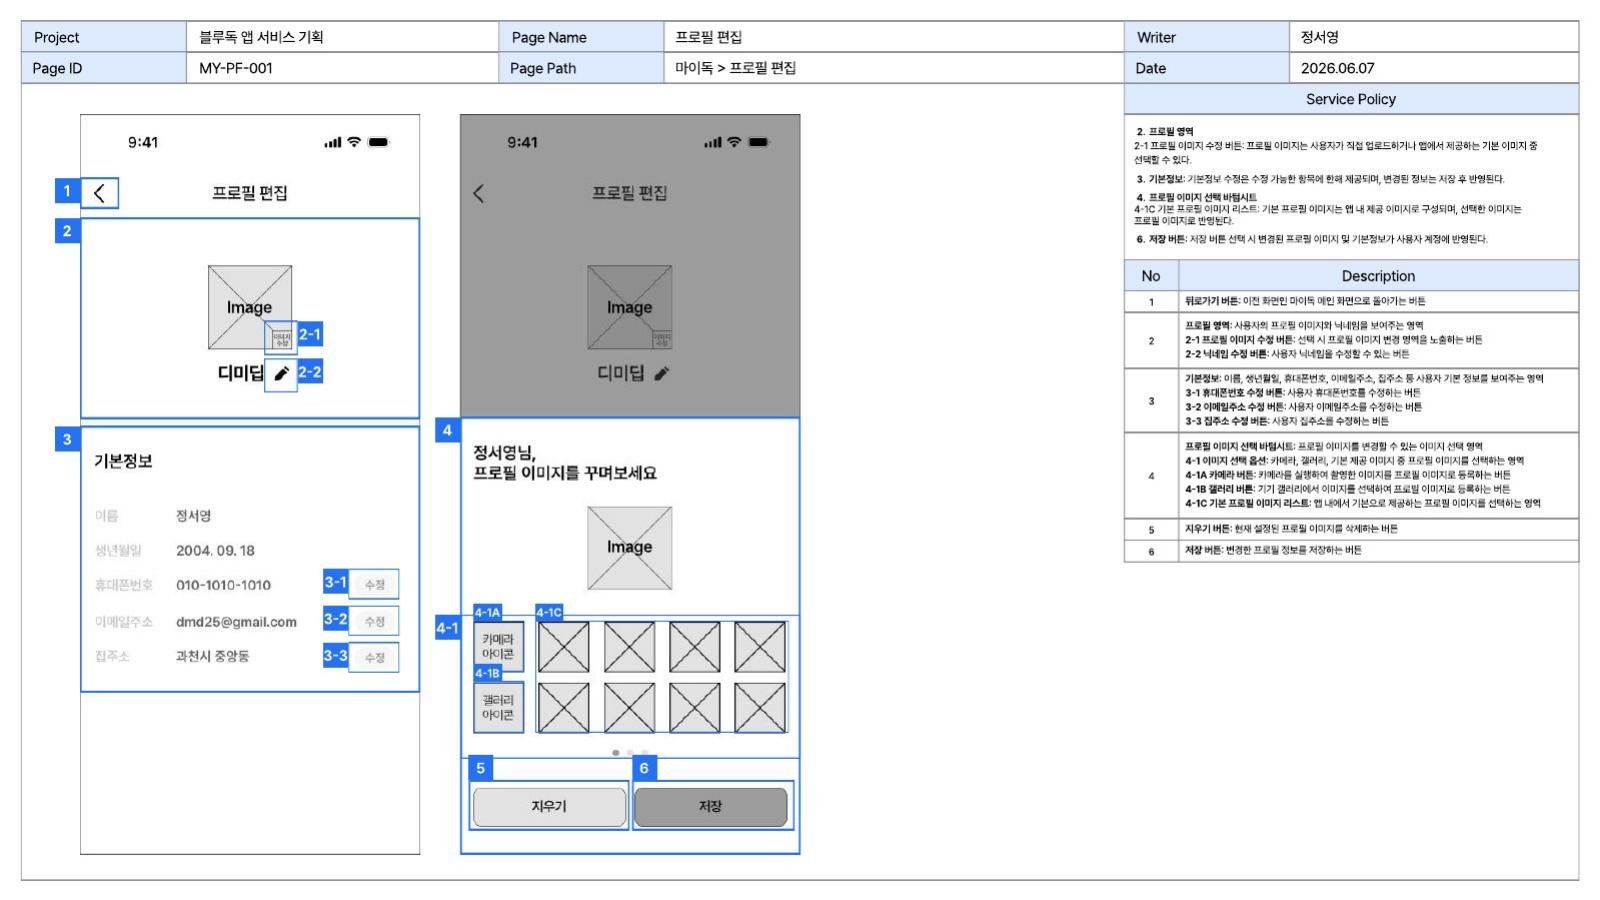 Project 블루독 앱 서비스 기획 Page Name 프로필 편집 Writer 정서영
Page ID MY-PF-001 Page Path 마이독 > 프로필 편집 Date 2026.06.07
9:41
1
프로필 편집
2
Image
이미지
수정
2-1
디미딥
2-2
3
기본정보
이름 정서영
생년월일 2004. 09. 18
휴대폰번호 010-1010-1010 3-1 수정
이메일주소 dmd25@gmail.com 3-2 수정
집주소 과천시 중앙동 3-3 수정
9:41
프로필 편집
Image
이미지
수정
디미딥
4
정서영님,
프로필 이미지를 꾸며보세요
Image
4-1
4-1A 4-1C
카메라
아이콘
4-1B
갤러리
아이콘
5 6
지우기 저장
Service Policy
2. 프로필 영역
2-1 프로필 이미지 수정 버튼: 프로필 이미지는 사용자가 직접 업로드하거나 앱에서 제공하는 기본 이미지 중
선택할 수 있다.
3. 기본정보: 기본정보 수정은 수정 가능한 항목에 한해 제공되며, 변경된 정보는 저장 후 반영된다.
4. 프로필 이미지 선택 바텀시트
4-1C 기본 프로필 이미지 리스트: 기본 프로필 이미지는 앱 내 제공 이미지로 구성되며, 선택한 이미지는
프로필 이미지로 반영된다.
6. 저장 버튼: 저장 버튼 선택 시 변경된 프로필 이미지 및 기본정보가 사용자 계정에 반영된다.
No Description
1 뒤로가기 버튼: 이전 화면인 마이독 메인 화면으로 돌아가는 버튼
2
프로필 영역: 사용자의 프로필 이미지와 닉네임을 보여주는 영역
2-1 프로필 이미지 수정 버튼: 선택 시 프로필 이미지 변경 영역을 노출하는 버튼
2-2 닉네임 수정 버튼: 사용자 닉네임을 수정할 수 있는 버튼
3
기본정보: 이름, 생년월일, 휴대폰번호, 이메일주소, 집주소 등 사용자 기본 정보를 보여주는 영역
3-1 휴대폰번호 수정 버튼: 사용자 휴대폰번호를 수정하는 버튼
3-2 이메일주소 수정 버튼: 사용자 이메일주소를 수정하는 버튼
3-3 집주소 수정 버튼: 사용자 집주소를 수정하는 버튼
4
프로필 이미지 선택 바텀시트: 프로필 이미지를 변경할 수 있는 이미지 선택 영역
4-1 이미지 선택 옵션: 카메라, 갤러리, 기본 제공 이미지 중 프로필 이미지를 선택하는 영역
4-1A 카메라 버튼: 카메라를 실행하여 촬영한 이미지를 프로필 이미지로 등록하는 버튼
4-1B 갤러리 버튼: 기기 갤러리에서 이미지를 선택하여 프로필 이미지로 등록하는 버튼
4-1C 기본 프로필 이미지 리스트: 앱 내에서 기본으로 제공하는 프로필 이미지를 선택하는 영역
5 지우기 버튼: 현재 설정된 프로필 이미지를 삭제하는 버튼
6 저장 버튼: 변경한 프로필 정보를 저장하는 버튼